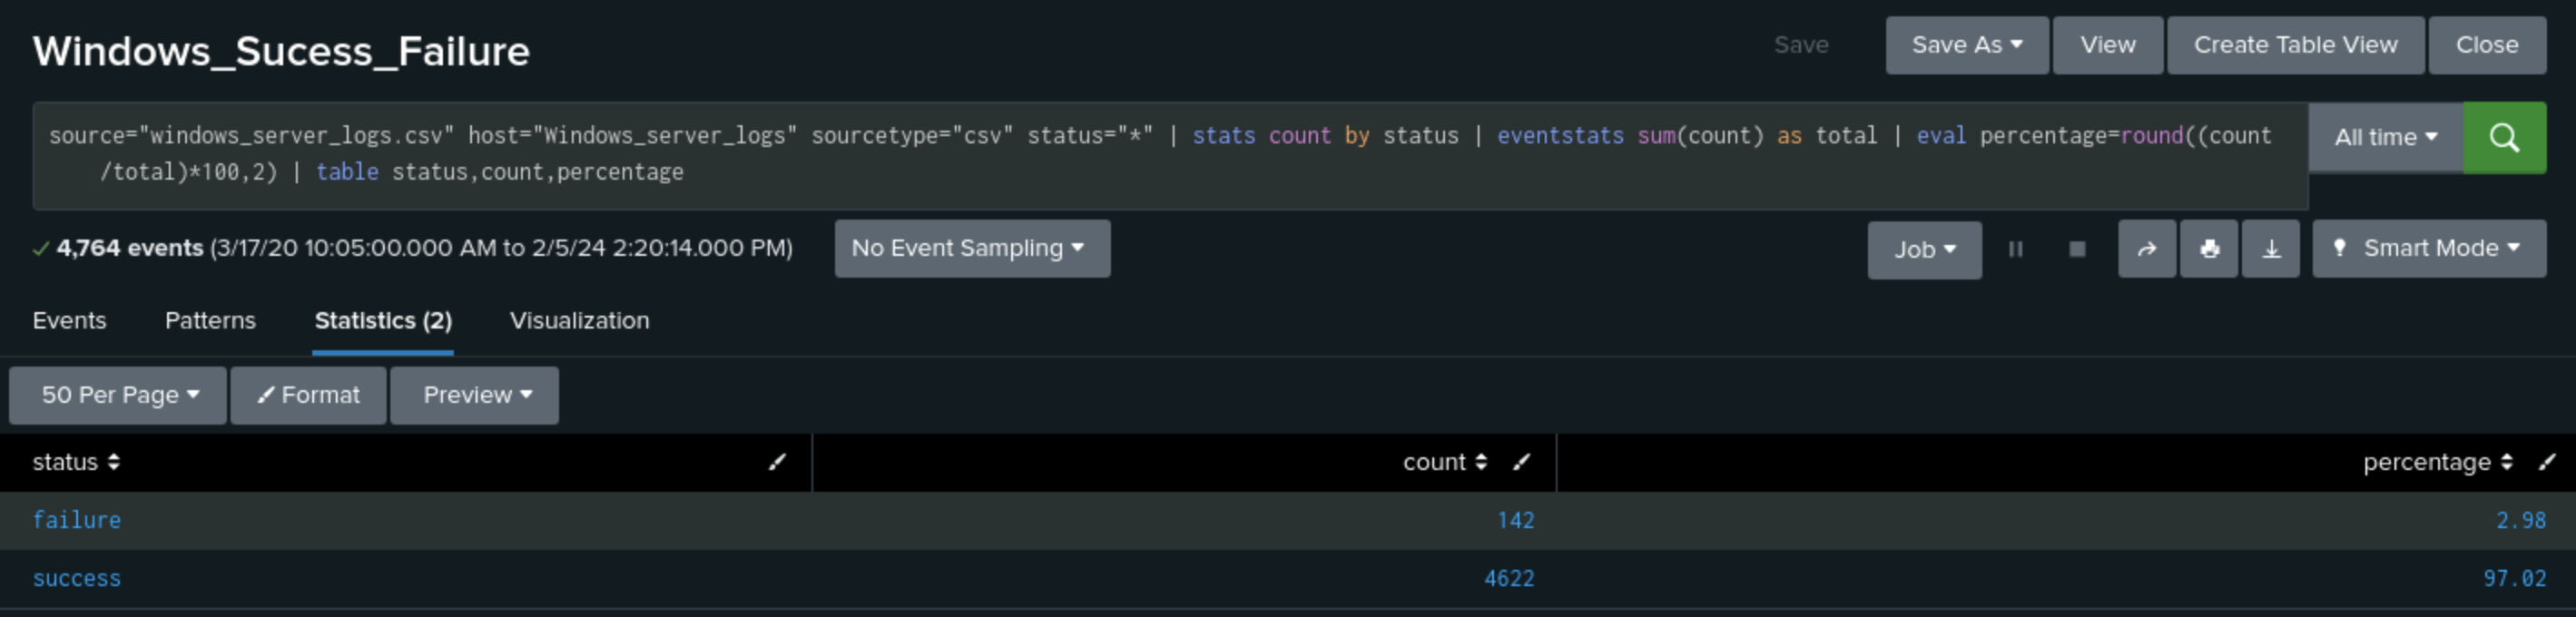 Windows_Sucess_Failure
Save
Save As
View
Create Table View
Close
source="windows_server_logs.csv" host="Windows_server_logs" sourcetype="csv" status="*" | stats count by status | eventstats sum(count) as total | eval percentage=round((count
/total)*100,2) | table status,count,percentage
All time
4,764 events (3/17/20 10:05:00.000 AM to 2/5/24 2:20:14.000 PM)
No Event Sampling
Job
Smart Mode
Events
Patterns
Statistics (2)
Visualization
50 Per Page
Format
Preview
status count percentage
failure 142 2.98
success 4622 97.02